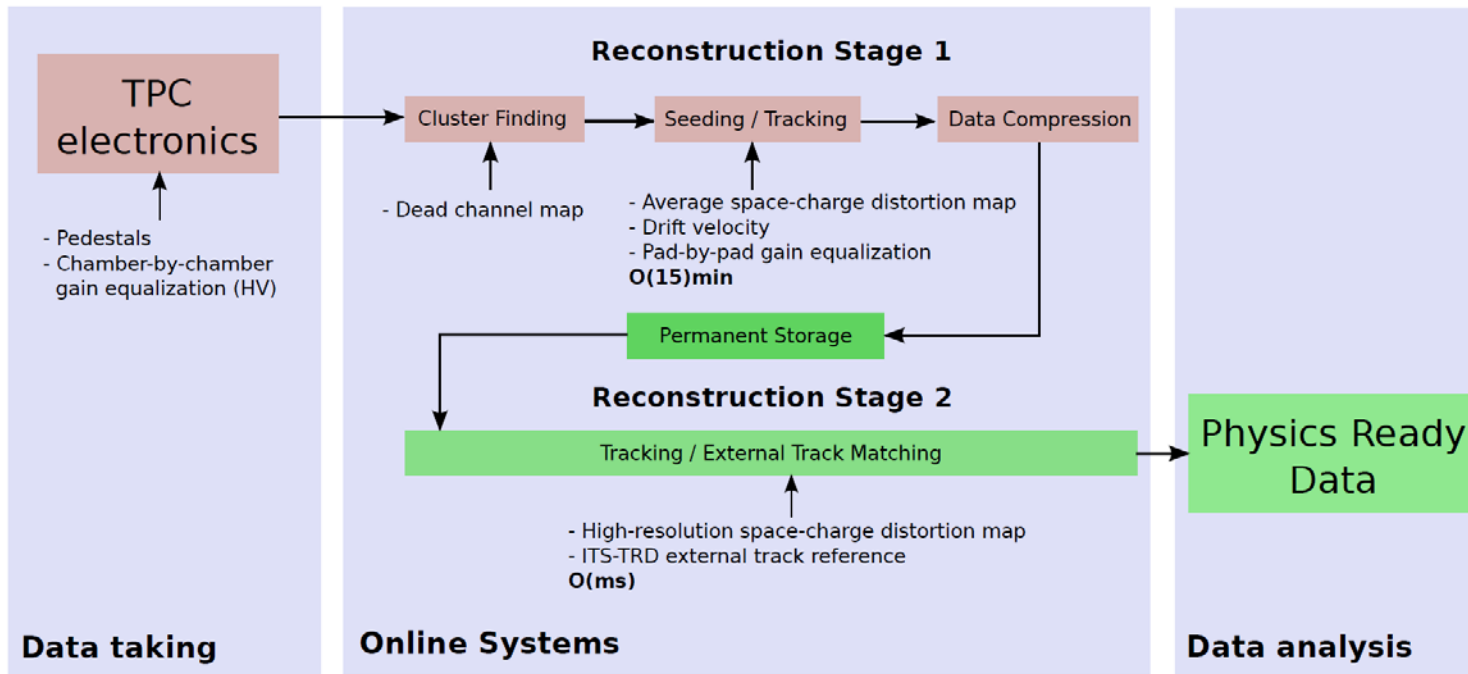 TPC
electronics
- Pedestals
- Chamber-by-chamber
gain equalization (HV)
Data taking
Reconstruction Stage 1
Cluster Finding
Seeding / Tracking
Data Compression
- Dead channel map
- Average space-charge distortion map
- Drift velocity
- Pad-by-pad gain equalization
O(15)min
Permanent Storage
Reconstruction Stage 2
Tracking / External Track Matching
- High-resolution space-charge distortion map
- ITS-TRD external track reference
O(ms)
Online Systems
Physics Ready
Data
Data analysis